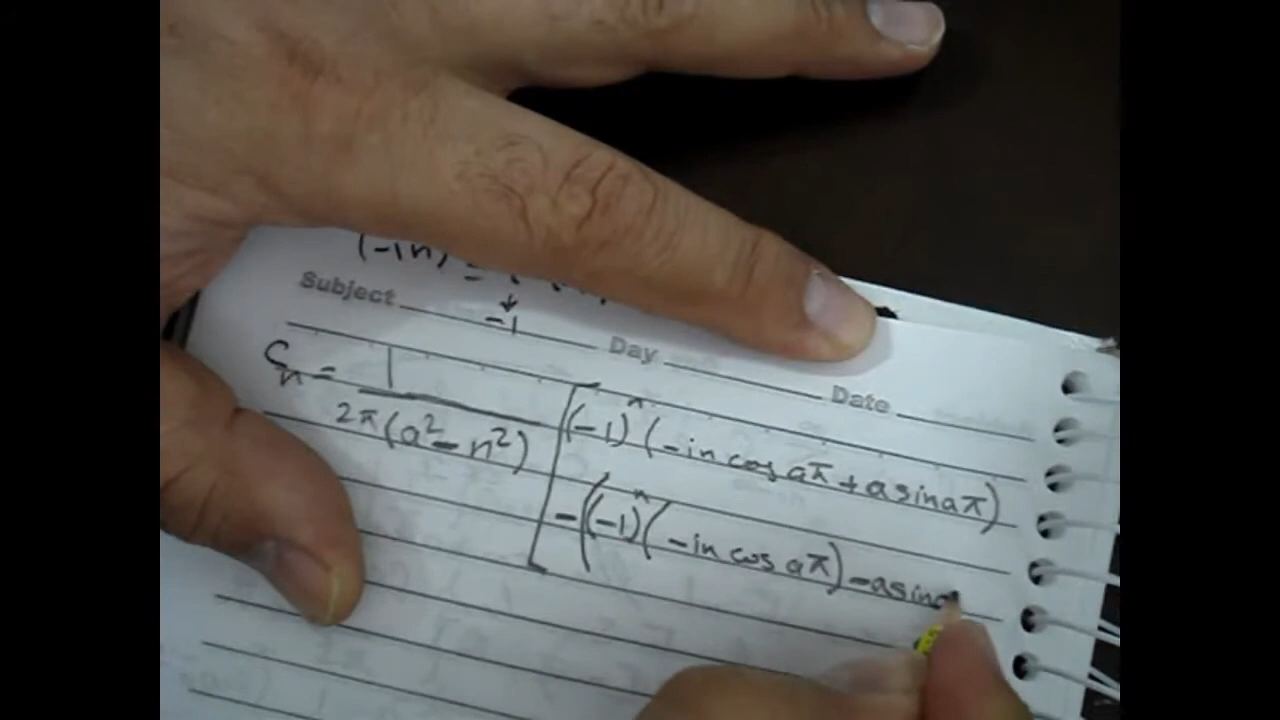 (-in)
Subject
-1
Day
Date
Cn = 1 / 2π(a² - n²) [(-1)ⁿ (-in cos aπ + a sin aπ)
- ((-1)ⁿ (-in cos aπ) - a sin